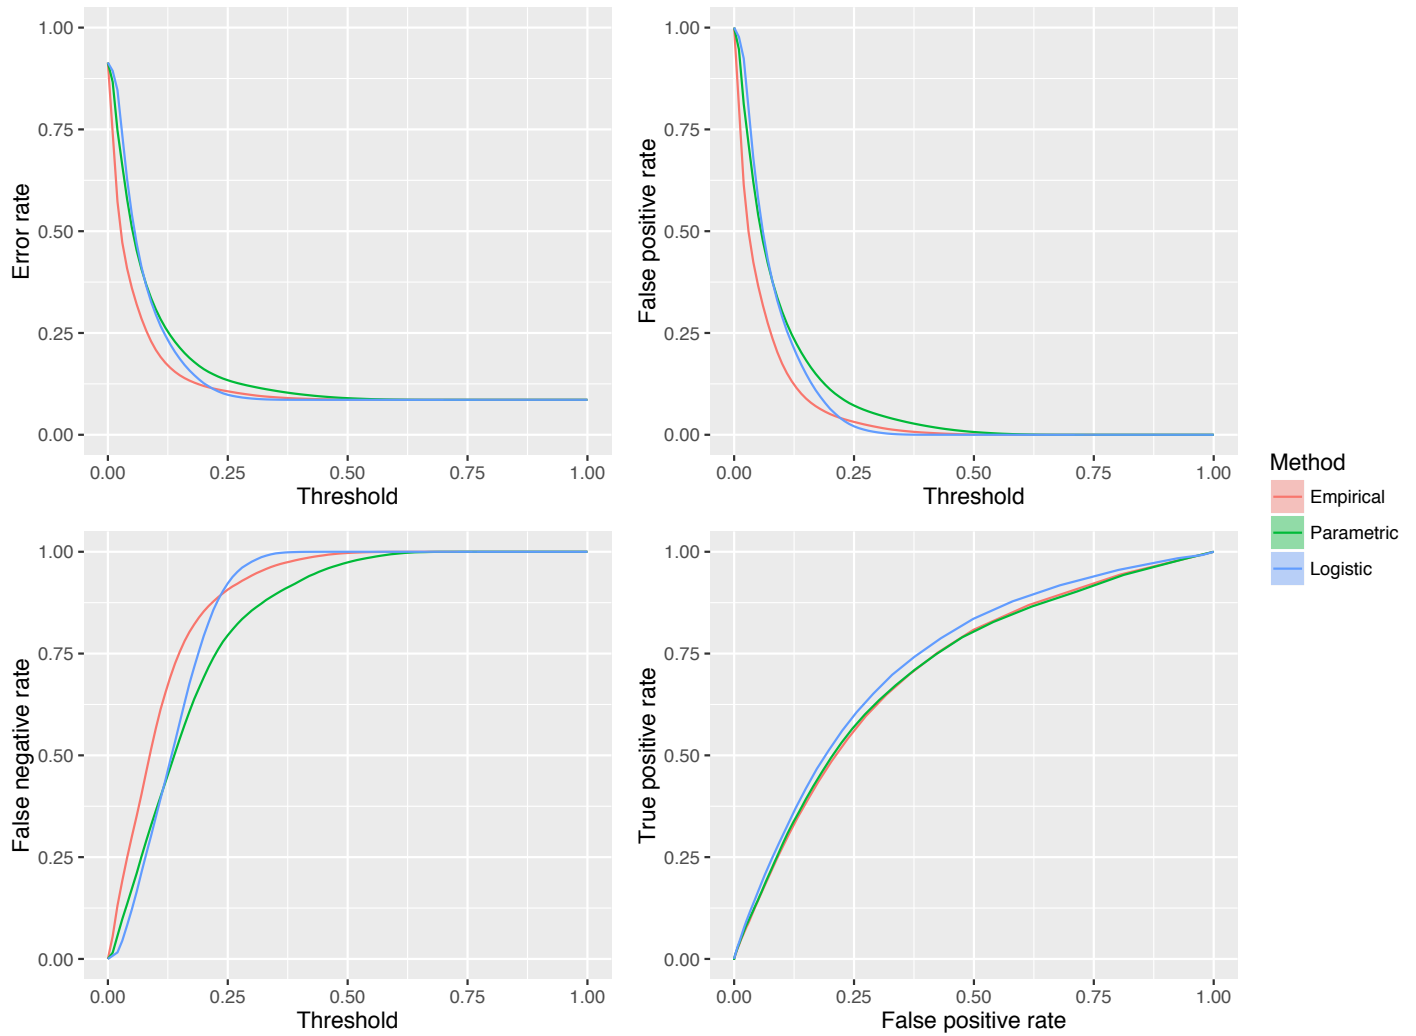 Error rate
1.00
0.75
0.50
0.25
0.00
0.00 0.25 0.50 0.75 1.00
Threshold
False positive rate
1.00
0.75
0.50
0.25
0.00
0.00 0.25 0.50 0.75 1.00
Threshold
False negative rate
1.00
0.75
0.50
0.25
0.00
0.00 0.25 0.50 0.75 1.00
Threshold
True positive rate
1.00
0.75
0.50
0.25
0.00
0.00 0.25 0.50 0.75 1.00
False positive rate
Method
Empirical
Parametric
Logistic